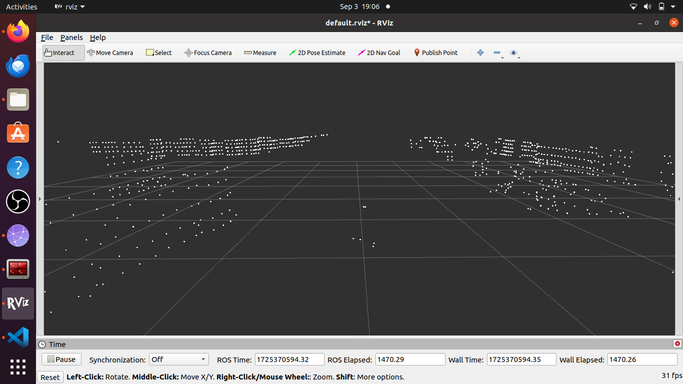 Activities
rviz
Sep 3 19:06
default.rviz* - RViz
File Panels Help
Interact Move Camera Select Focus Camera Measure 2D Pose Estimate 2D Nav Goal Publish Point
RViz
Time
Pause Synchronization: Off ROS Time: 1725370594.32 ROS Elapsed: 1470.29 Wall Time: 1725370594.35 Wall Elapsed: 1470.26
Reset Left-Click: Rotate. Middle-Click: Move X/Y. Right-Click/Mouse Wheel:: Zoom. Shift: More options. 31 fps